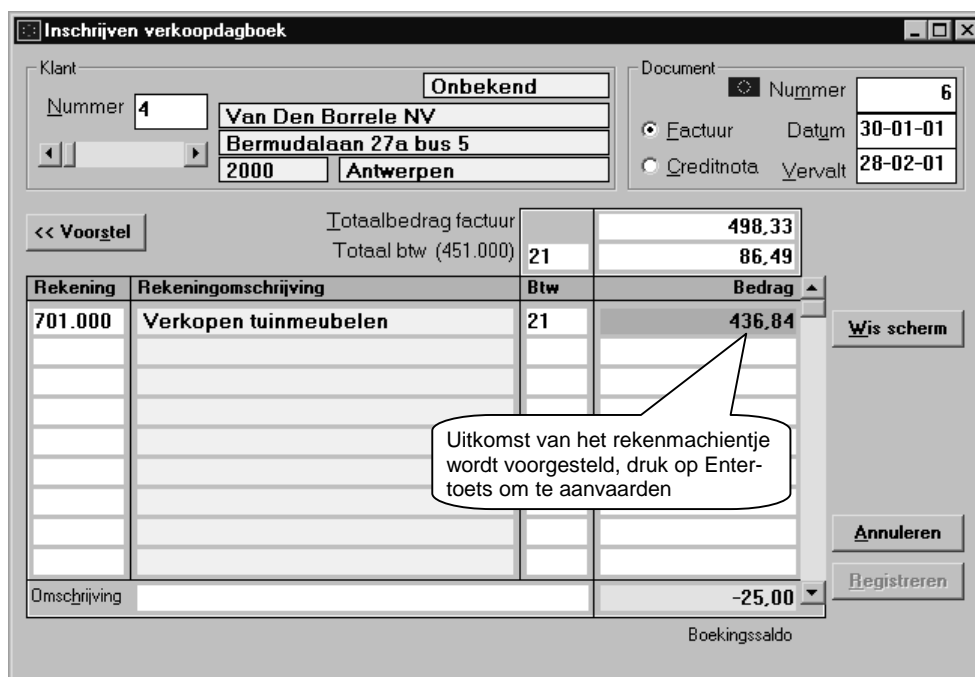 Inschrijven verkoopdagboek
Klant
Onbekend
Nummer 4
Van Den Borrele NV
Bermudalaan 27a bus 5
2000 Antwerpen
Document
Nummer 6
Factuur Datum 30-01-01
Creditnota Vervalt 28-02-01
<< Voorstel
Totaalbedrag factuur 498,33
Totaal btw (451.000) 21 86,49
Rekening Rekeningomschrijving Btw Bedrag
701.000 Verkopen tuinmeubelen 21 436,84
Wis scherm
Uitkomst van het rekenmachientje
wordt voorgesteld, druk op Enter-
toets om te aanvaarden
Annuleren
Registreren
Omschrijving -25,00
Boekingssaldo